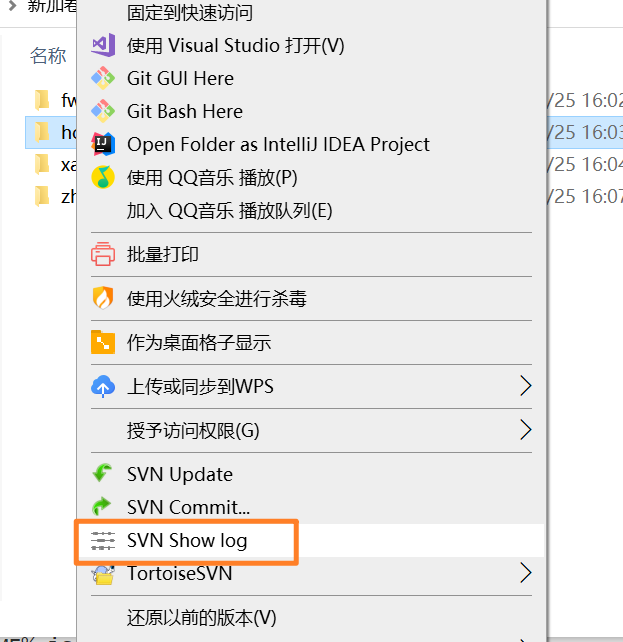 新加卷
固定到快速访问
名称
使用 Visual Studio 打开(V)
Git GUI Here
fw
/25 16:02
Git Bash Here
ho
/25 16:03
Open Folder as IntelliJ IDEA Project
xa
/25 16:04
使用 QQ音乐 播放(P)
zh
/25 16:07
加入 QQ音乐 播放队列(E)
批量打印
使用火绒安全进行杀毒
作为桌面格子显示
上传或同步到WPS
授予访问权限(G)
SVN Update
SVN Commit...
SVN Show log
TortoiseSVN
还原以前的版本(V)